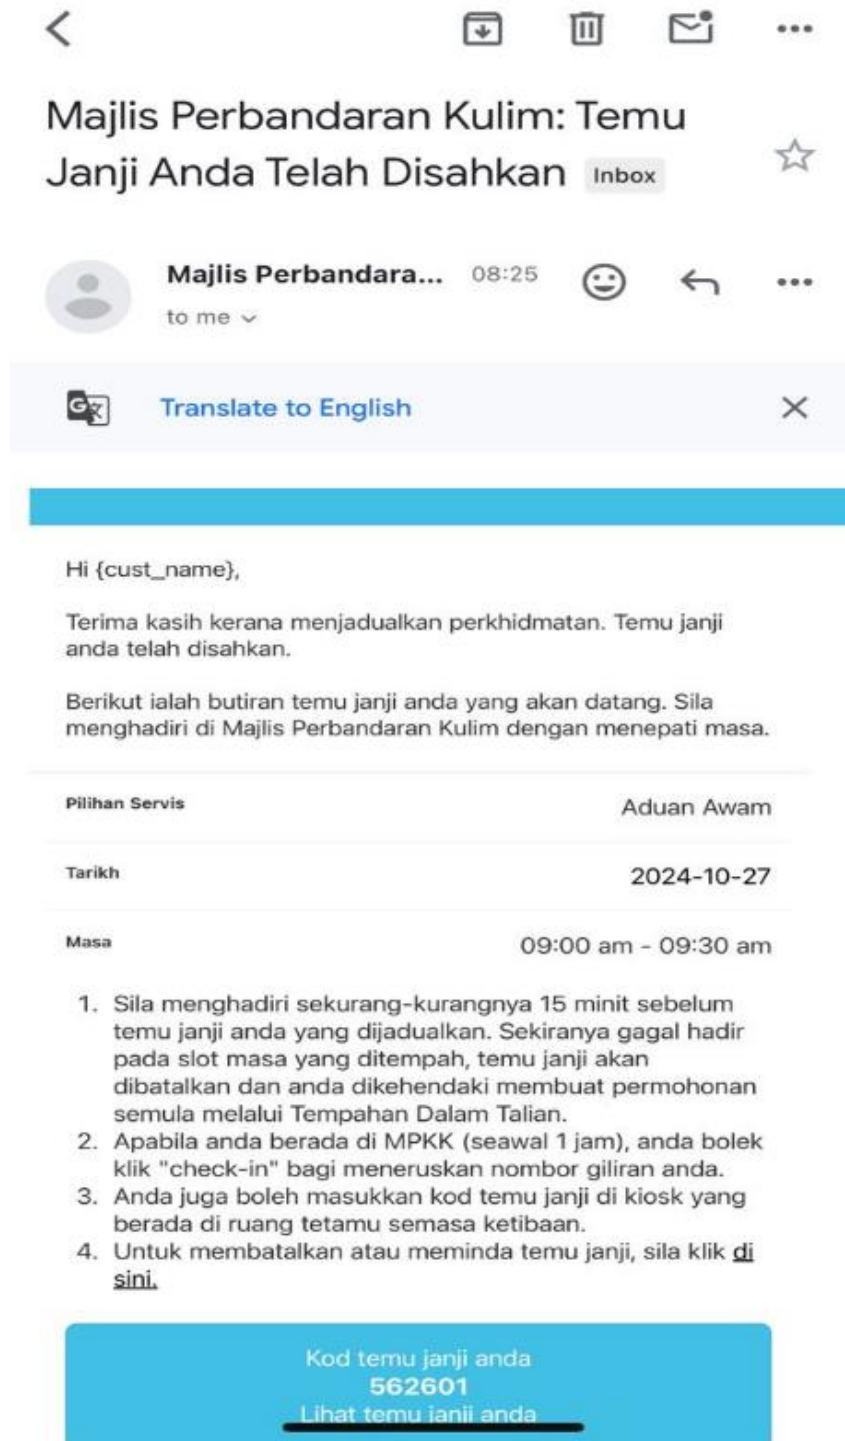 Majlis Perbandaran Kulim: Temu
Janji Anda Telah Disahkan Inbox
Majlis Perbandara... 08:25
to me
Translate to English
Hi {cust_name},
Terima kasih kerana menjadualkan perkhidmatan. Temu janji
anda telah disahkan.
Berikut ialah butiran temu janji anda yang akan datang. Sila
menghadiri di Majlis Perbandaran Kulim dengan menepati masa.
Pilihan Servis Aduan Awam
Tarikh 2024-10-27
Masa 09:00 am - 09:30 am
1. Sila menghadiri sekurang-kurangnya 15 minit sebelum
temu janji anda yang dijadualkan. Sekiranya gagal hadir
pada slot masa yang ditempah, temu janji akan
dibatalkan dan anda dikehendaki membuat permohonan
semula melalui Tempahan Dalam Talian.
2. Apabila anda berada di MPKK (seawal 1 jam), anda bolek
klik "check-in" bagi meneruskan nombor giliran anda.
3. Anda juga boleh masukkan kod temu janji di kiosk yang
berada di ruang tetamu semasa ketibaan.
4. Untuk membatalkan atau meminda temu janji, sila klik di
sini.
Kod temu janji anda
562601
Lihat temu janji anda